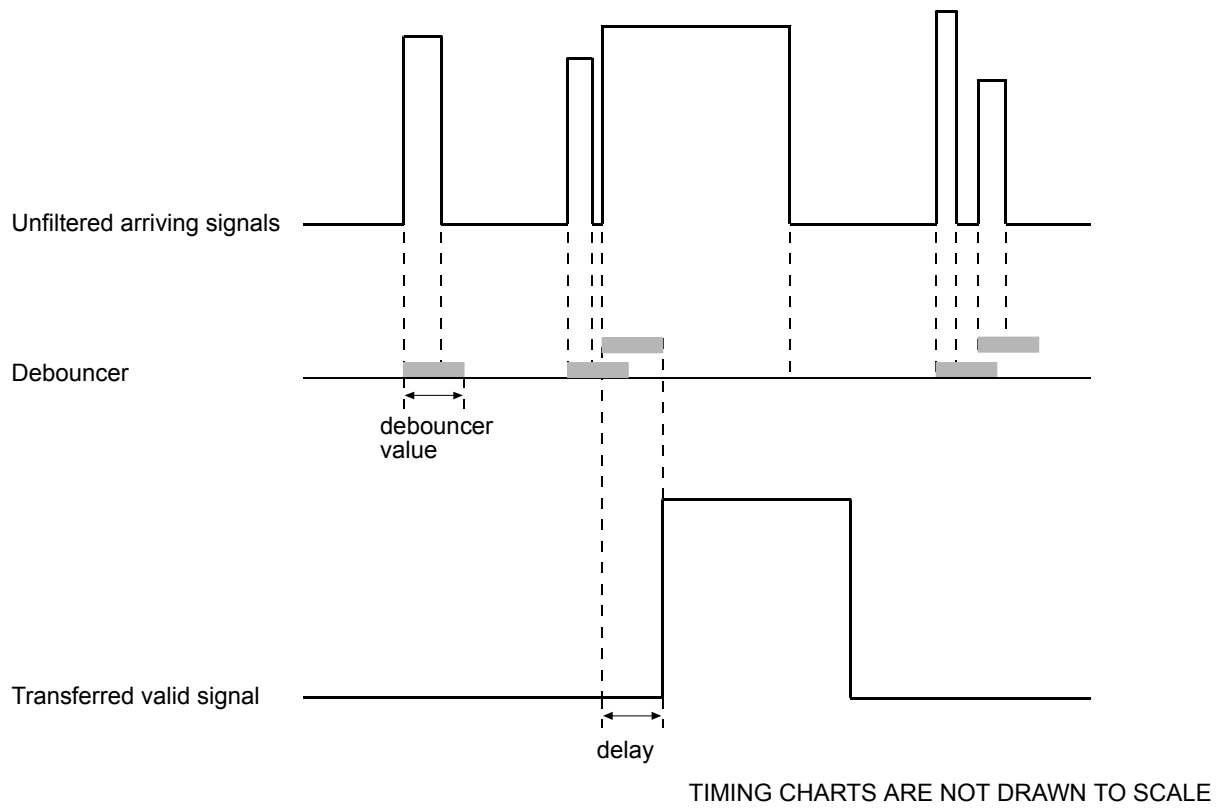 Unfiltered arriving signals
Debouncer
debouncer
value
Transferred valid signal
delay
TIMING CHARTS ARE NOT DRAWN TO SCALE